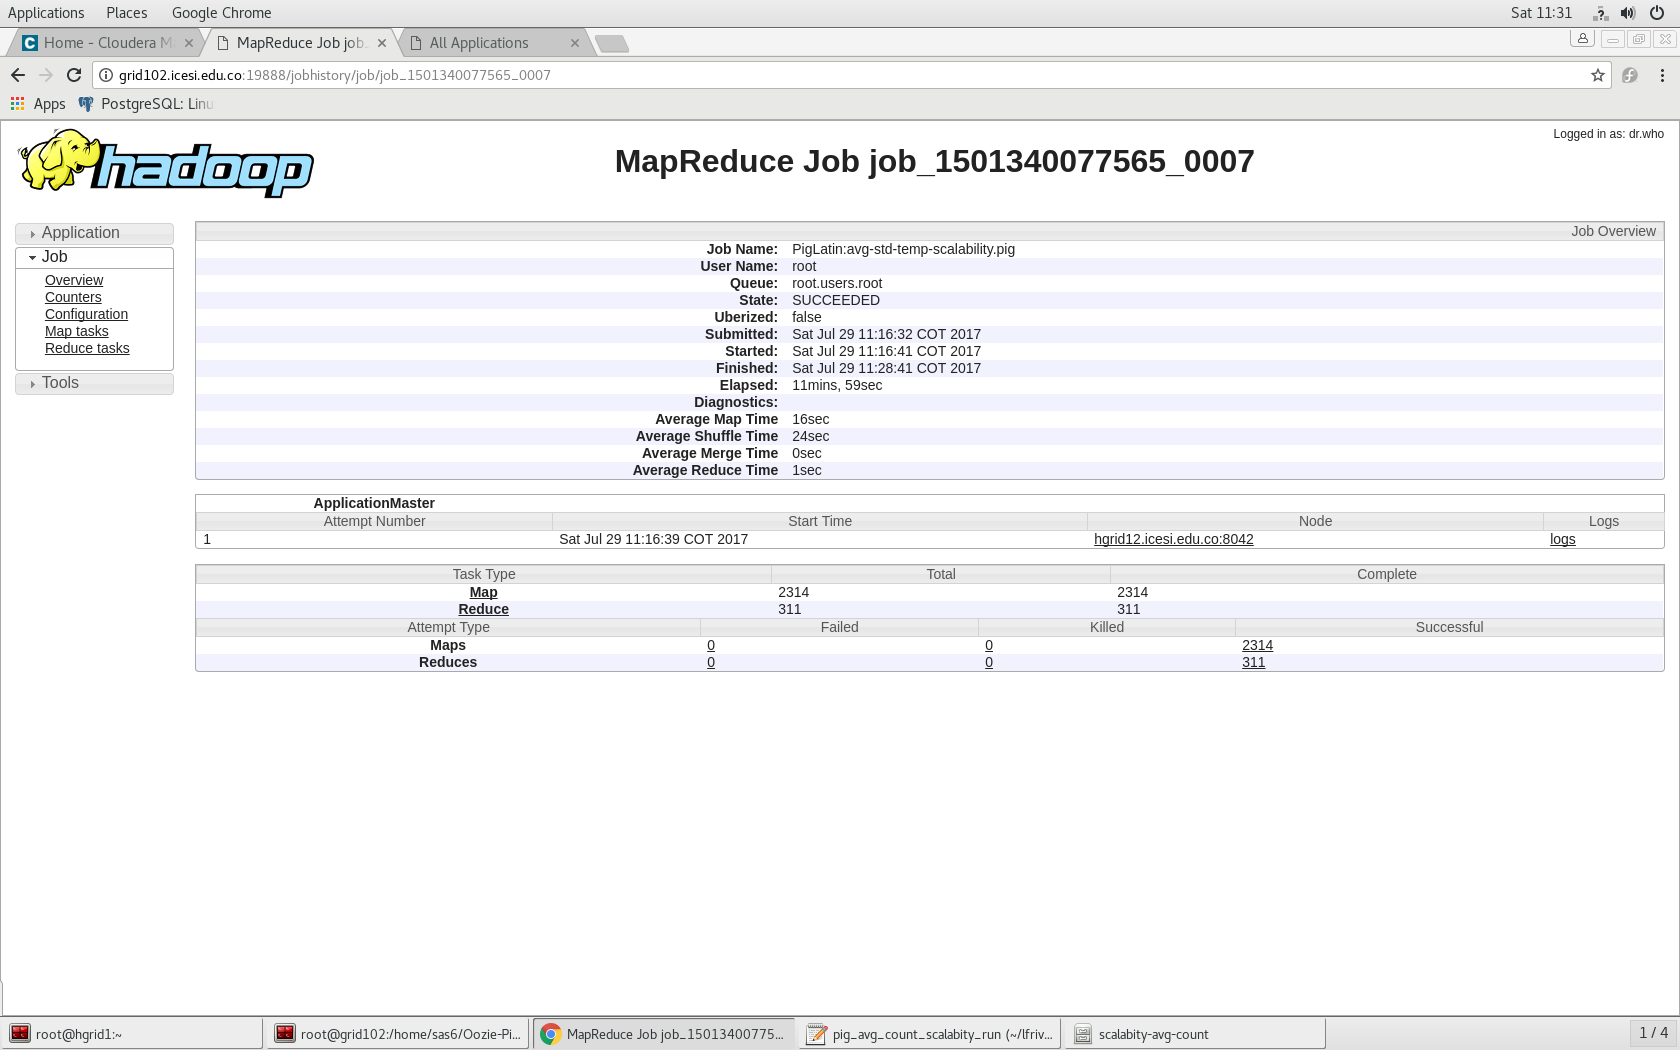 Applications Places Google Chrome Sat 11:31
Home - Cloudera M MapReduce Job job_ All Applications
grid102.icesi.edu.co:19888/jobhistory/job/job_1501340077565_0007
Apps PostgreSQL: Linu
hadoop
MapReduce Job job_1501340077565_0007
Logged in as: dr.who
Application
Job
Overview
Counters
Configuration
Map tasks
Reduce tasks
Tools
Job Overview
Job Name: PigLatin:avg-std-temp-scalability.pig
User Name: root
Queue: root.users.root
State: SUCCEEDED
Uberized: false
Submitted: Sat Jul 29 11:16:32 COT 2017
Started: Sat Jul 29 11:16:41 COT 2017
Finished: Sat Jul 29 11:28:41 COT 2017
Elapsed: 11mins, 59sec
Diagnostics:
Average Map Time 16sec
Average Shuffle Time 24sec
Average Merge Time 0sec
Average Reduce Time 1sec
ApplicationMaster
Attempt Number Start Time Node Logs
1 Sat Jul 29 11:16:39 COT 2017 hgrid12.icesi.edu.co:8042 logs
Task Type Total Complete
Map 2314 2314
Reduce 311 311
Attempt Type Failed Killed Successful
Maps 0 0 2314
Reduces 0 0 311
root@hgrid1:~ root@grid102:/home/sas6/Oozie-Pi... MapReduce Job job_15013400775... pig_avg_count_scalabity_run (~/lfriv... scalabity-avg-count 1 / 4